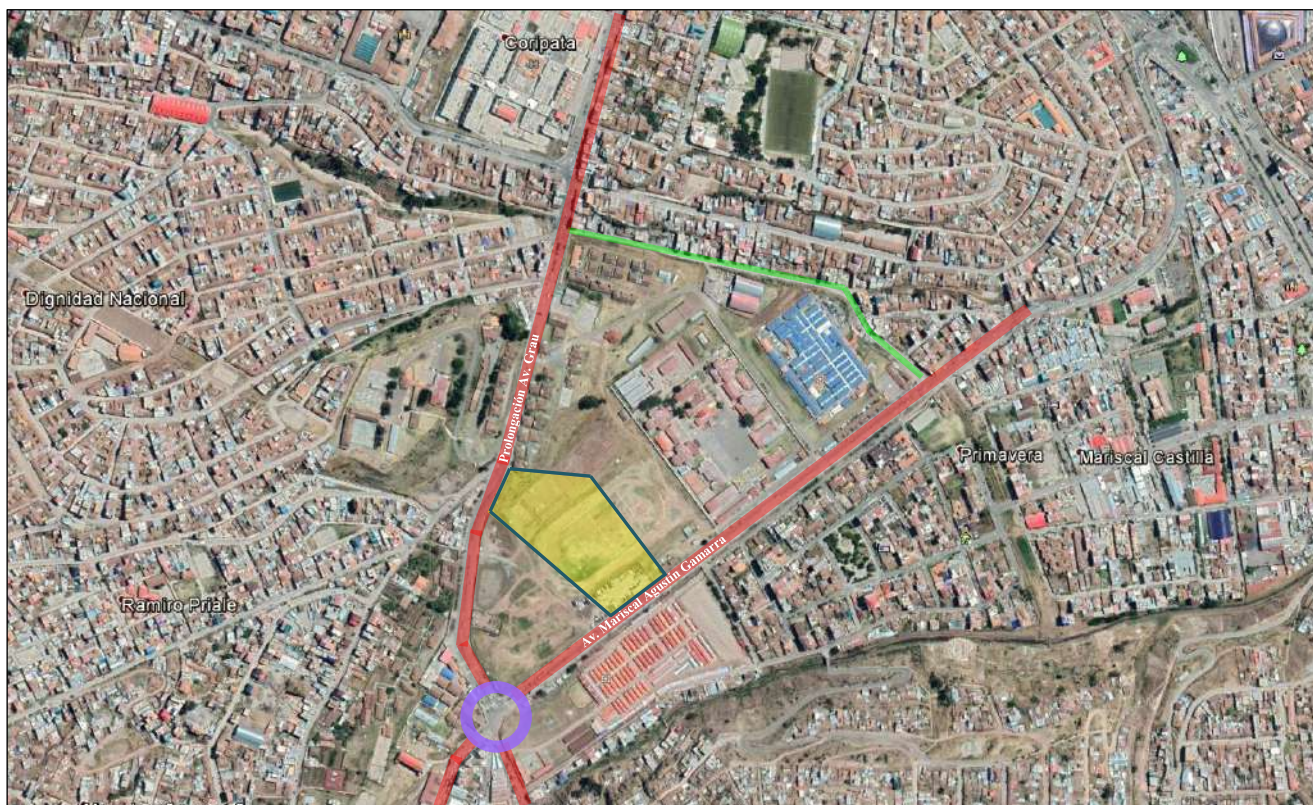 Coripata
Dignidad Nacional
Prolongación Av. Grau
Primavera
Mariscal Castilla
Av. Mariscal Agustín Gamarra
Ramiro Priale